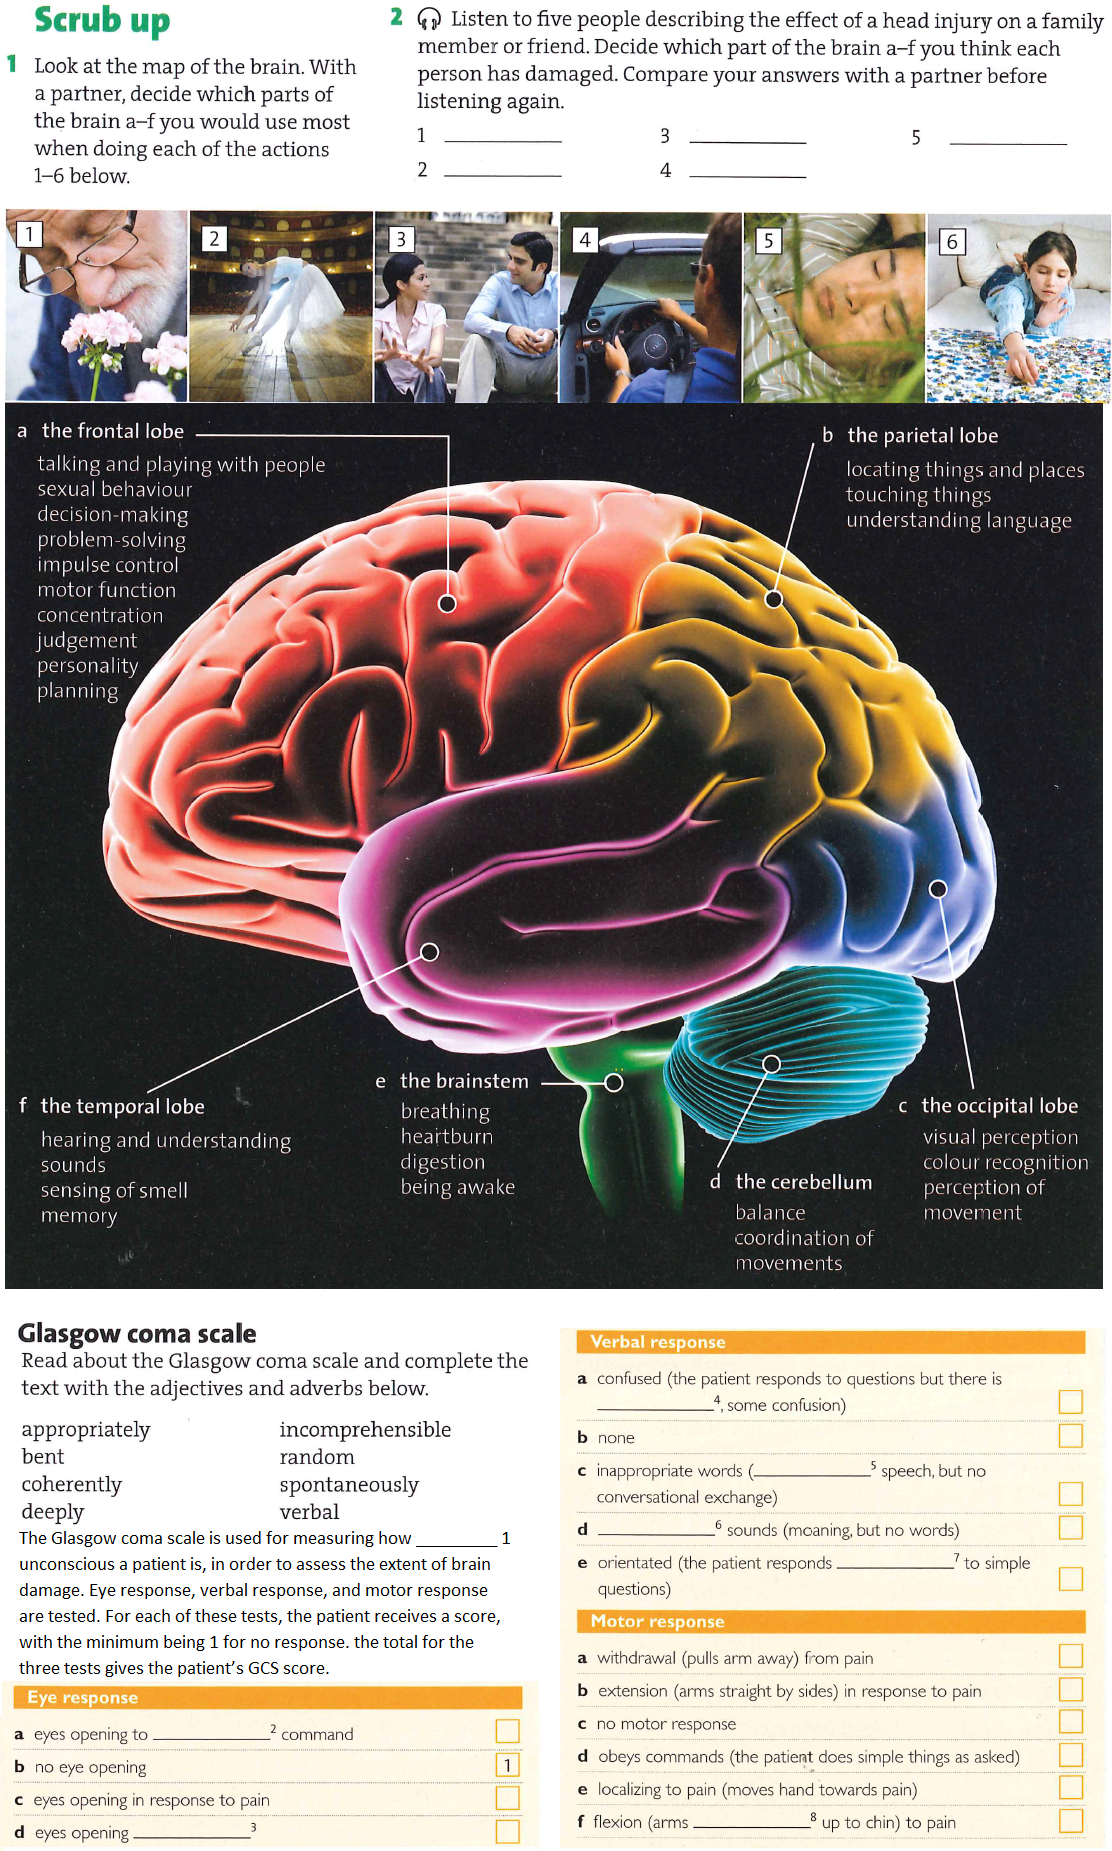 Scrub up
1 Look at the map of the brain. With
a partner, decide which parts of
the brain a–f you would use most
when doing each of the actions
1–6 below.
2 Listen to five people describing the effect of a head injury on a family
member or friend. Decide which part of the brain a–f you think each
person has damaged. Compare your answers with a partner before
listening again.
1 __________ 3 __________ 5 __________
2 __________ 4 __________
1 2 3 4 5 6
a the frontal lobe
talking and playing with people
sexual behaviour
decision-making
problem-solving
impulse control
motor function
concentration
judgement
personality
planning
b the parietal lobe
locating things and places
touching things
understanding language
f the temporal lobe
hearing and understanding
sounds
sensing of smell
memory
e the brainstem
breathing
heartburn
digestion
being awake
d the cerebellum
balance
coordination of
movements
c the occipital lobe
visual perception
colour recognition
perception of
movement
Glasgow coma scale
Read about the Glasgow coma scale and complete the
text with the adjectives and adverbs below.
appropriately incomprehensible
bent random
coherently spontaneously
deeply verbal
The Glasgow coma scale is used for measuring how _________ 1
unconscious a patient is, in order to assess the extent of brain
damage. Eye response, verbal response, and motor response
are tested. For each of these tests, the patient receives a score,
with the minimum being 1 for no response. the total for the
three tests gives the patient's GCS score.
Eye response
a eyes opening to __________ 2 command
b no eye opening 1
c eyes opening in response to pain
d eyes opening __________ 3
Verbal response
a confused (the patient responds to questions but there is
__________ 4, some confusion)
b none
c inappropriate words (__________ 5 speech, but no
conversational exchange)
d __________ 6 sounds (moaning, but no words)
e orientated (the patient responds __________ 7 to simple
questions)
Motor response
a withdrawal (pulls arm away) from pain
b extension (arms straight by sides) in response to pain
c no motor response
d obeys commands (the patient does simple things as asked)
e localizing to pain (moves hand towards pain)
f flexion (arms __________ 8 up to chin) to pain